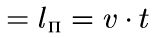 = l_п = v · t